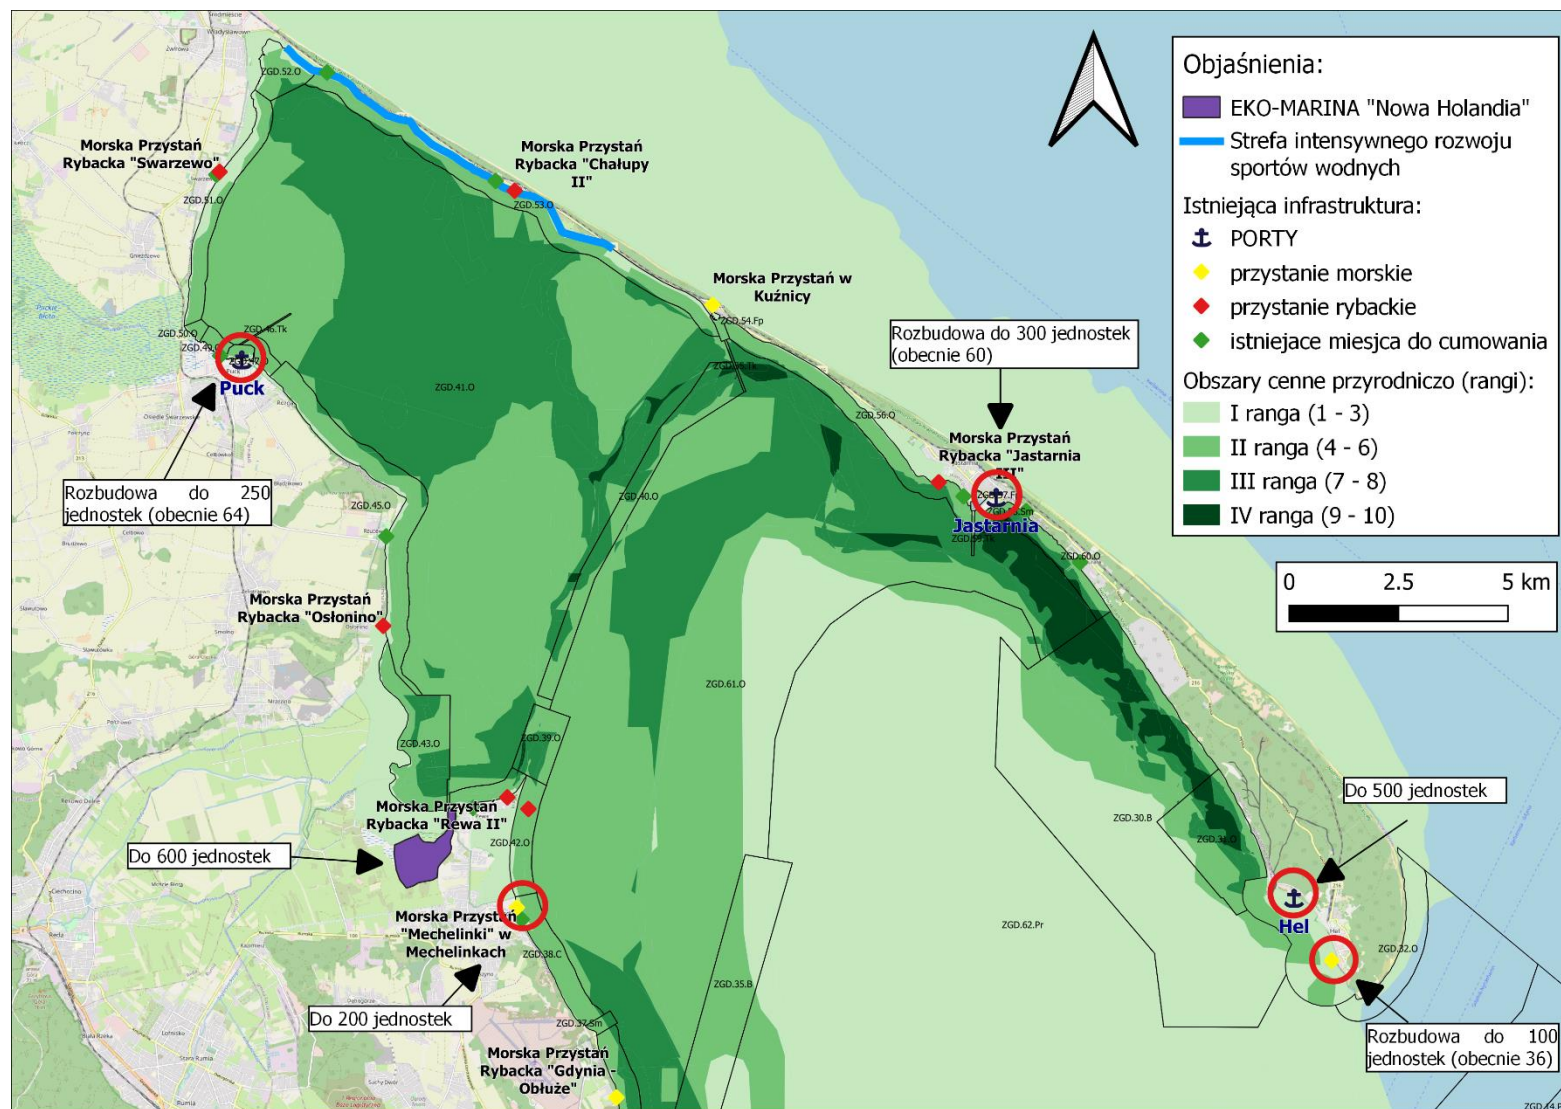 Morska Przystań
Rybacka "Swarzewo"
Morska Przystań
Rybacka "Chałupy
II"
Morska Przystań w
Kuźnicy
Rozbudowa do 300 jednostek
(obecnie 60)
Morska Przystań
Rybacka "Jastarnia
"III"
Jastarnia
Puck
Rozbudowa do 250
jednostek (obecnie 64)
Morska Przystań
Rybacka "Osłonino"
Morska Przystań
Rybacka "Rewa II"
Do 600 jednostek
Morska Przystań
"Mechelinki" w
Mechelinkach
Do 200 jednostek
Morska Przystań
Rybacka "Gdynia -
Obłuże"
Do 500 jednostek
Hel
Rozbudowa do 100
jednostek (obecnie 36)
ZGD.52.O
ZGD.51.O
ZGD.53.O
ZGD.54.Fp
ZGD.50.O
ZGD.46.Tk
ZGD.41.O
ZGD.56.O
ZGD.45.O
ZGD.40.O
ZGD.60.O
ZGD.61.O
ZGD.43.O
ZGD.39.O
ZGD.42.O
ZGD.30.B
ZGD.31.O
ZGD.62.Pr
ZGD.32.O
ZGD.38.C
ZGD.35.B
ZGD.37.Sm
Objaśnienia:
EKO-MARINA "Nowa Holandia"
Strefa intensywnego rozwoju
sportów wodnych
Istniejąca infrastruktura:
PORTY
przystanie morskie
przystanie rybackie
istniejace miesjca do cumowania
Obszary cenne przyrodniczo (rangi):
I ranga (1 - 3)
II ranga (4 - 6)
III ranga (7 - 8)
IV ranga (9 - 10)
0 2.5 5 km